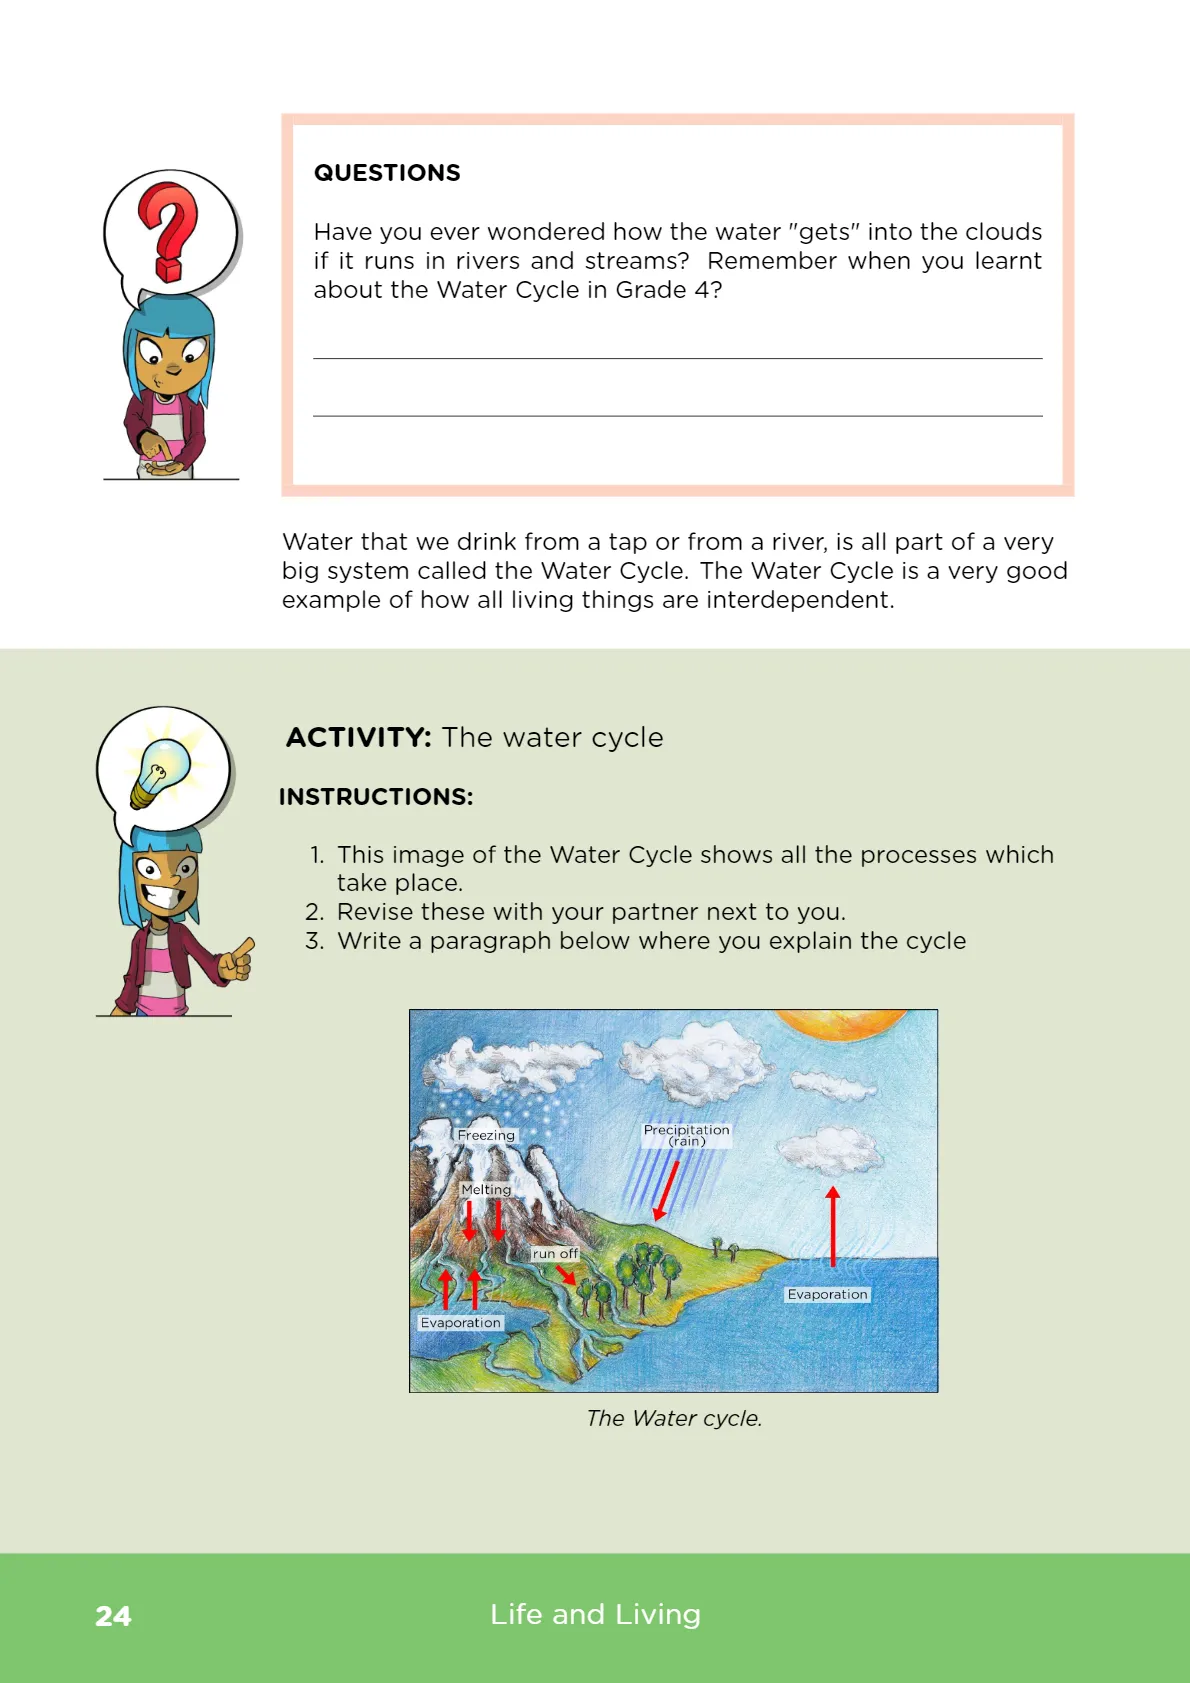 QUESTIONS
Have you ever wondered how the water "gets" into the clouds
if it runs in rivers and streams? Remember when you learnt
about the Water Cycle in Grade 4?
Water that we drink from a tap or from a river, is all part of a very
big system called the Water Cycle. The Water Cycle is a very good
example of how all living things are interdependent.
ACTIVITY: The water cycle
INSTRUCTIONS:
1. This image of the Water Cycle shows all the processes which
take place.
2. Revise these with your partner next to you.
3. Write a paragraph below where you explain the cycle
Freezing
Precipitation
(rain)
Melting
run off
Evaporation
Evaporation
The Water cycle.
24
Life and Living